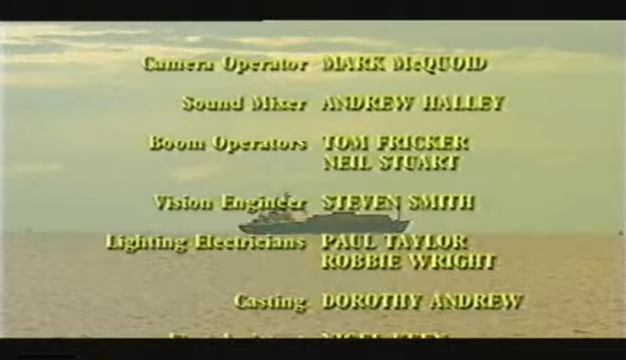 Camera Operator MARK McQUOID
Sound Mixer ANDREW HALLEY
Boom Operators TOM FRICKER
NEIL STUART
Vision Engineer STEVEN SMITH
Lighting Electricians PAUL TAYLOR
ROBBIE WRIGHT
Casting DOROTHY ANDREW